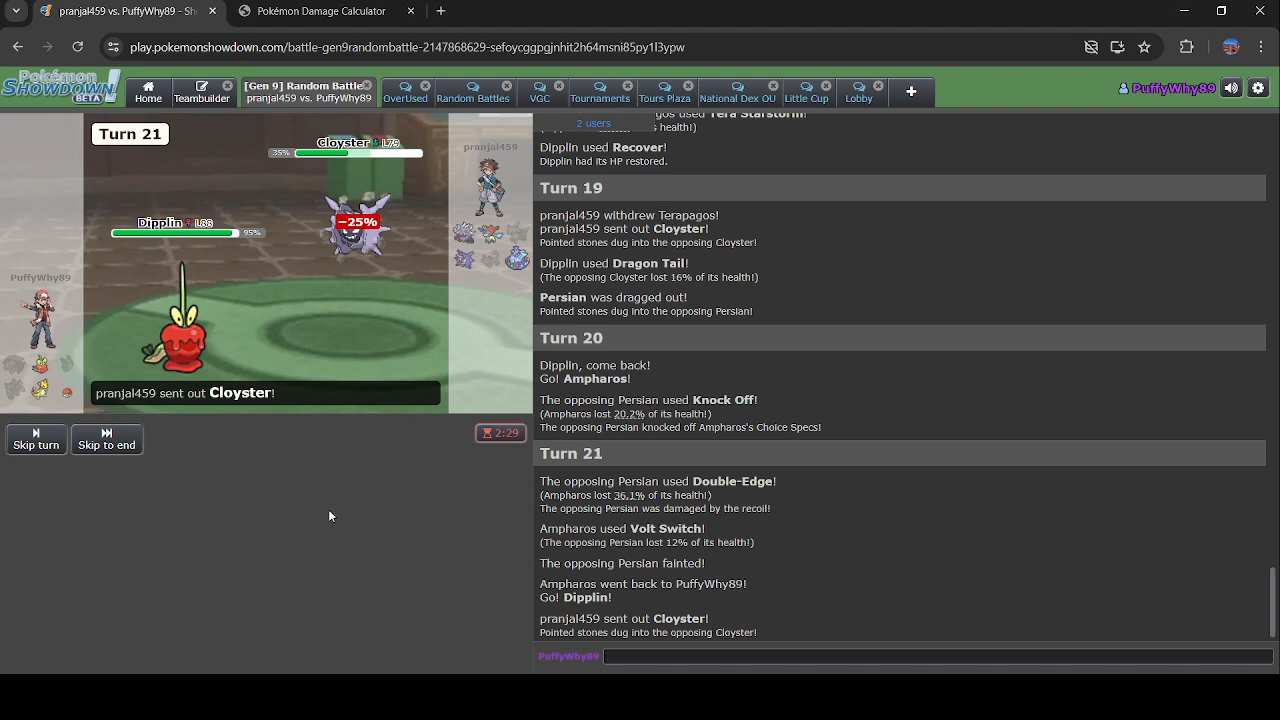 pranjal459 vs. PuffyWhy89 - Sho
Pokémon Damage Calculator
play.pokemonshowdown.com/battle-gen9randombattle-2147868629-sefoycggpgjnhit2h64msni85py1l3ypw
Pokémon
SHOWDOWN!
BETA
Home
Teambuilder
[Gen 9] Random Battle
pranjal459 vs. PuffyWhy89
OverUsed
Random Battles
VGC
Tournaments
Tours Plaza
National Dex OU
Little Cup
Lobby
PuffyWhy89
Turn 21
Cloyster L79
35%
−25%
Dipplin L86
95%
pranjal459
PuffyWhy89
pranjal459 sent out Cloyster!
Skip turn
Skip to end
2:29
2 users
used Tera Starstorm!
health!)
Dipplin used Recover!
Dipplin had its HP restored.
Turn 19
pranjal459 withdrew Terapagos!
pranjal459 sent out Cloyster!
Pointed stones dug into the opposing Cloyster!
Dipplin used Dragon Tail!
(The opposing Cloyster lost 16% of its health!)
Persian was dragged out!
Pointed stones dug into the opposing Persian!
Turn 20
Dipplin, come back!
Go! Ampharos!
The opposing Persian used Knock Off!
(Ampharos lost 20.2% of its health!)
The opposing Persian knocked off Ampharos's Choice Specs!
Turn 21
The opposing Persian used Double-Edge!
(Ampharos lost 36.1% of its health!)
The opposing Persian was damaged by the recoil!
Ampharos used Volt Switch!
(The opposing Persian lost 12% of its health!)
The opposing Persian fainted!
Ampharos went back to PuffyWhy89!
Go! Dipplin!
pranjal459 sent out Cloyster!
Pointed stones dug into the opposing Cloyster!
PuffyWhy89